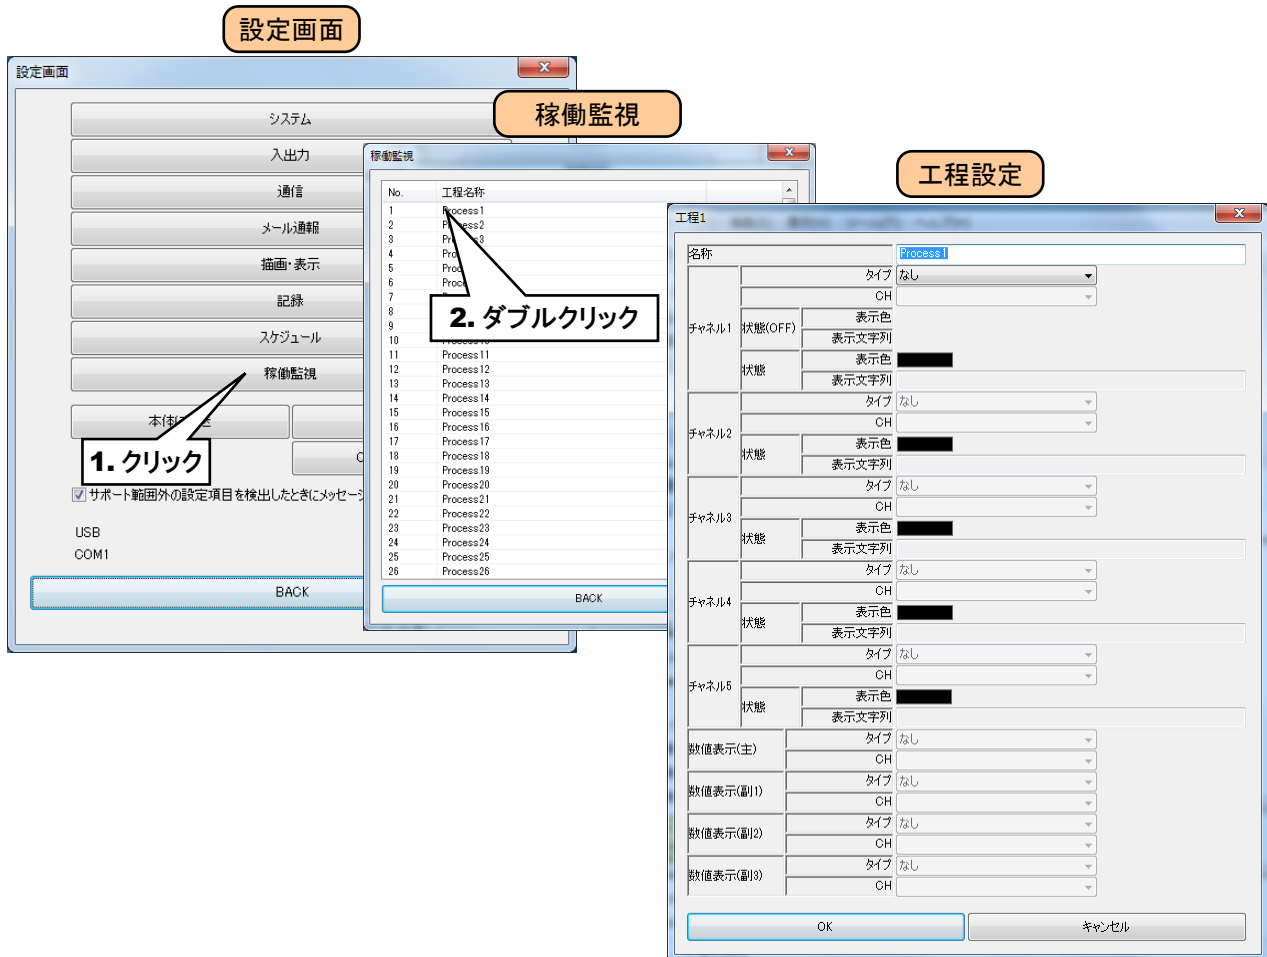 設定画面
設定画面
システム
入出力
通信
メール通報
描画・表示
記録
スケジュール
稼働監視
1. クリック
サポート範囲外の設定項目を検出したときにメッセージ
USB
COM1
BACK
稼働監視
稼働監視
No. 工程名称
1 Process1
2 Process2
3
4
5
6
7
8
9
10
11 Process11
12 Process12
13 Process13
14 Process14
15 Process15
16 Process16
17 Process17
18 Process18
19 Process19
20 Process20
21 Process21
22 Process22
23 Process23
24 Process24
25 Process25
26 Process26
2. ダブルクリック
BACK
工程設定
工程1
名称 Process1
チャネル1
タイプ なし
CH
状態(OFF)
表示色
表示文字列
状態
表示色
表示文字列
チャネル2
タイプ なし
CH
状態
表示色
表示文字列
チャネル3
タイプ なし
CH
状態
表示色
表示文字列
チャネル4
タイプ なし
CH
状態
表示色
表示文字列
チャネル5
タイプ なし
CH
状態
表示色
表示文字列
数値表示(主)
タイプ なし
CH
数値表示(副1)
タイプ なし
CH
数値表示(副2)
タイプ なし
CH
数値表示(副3)
タイプ なし
CH
OK キャンセル